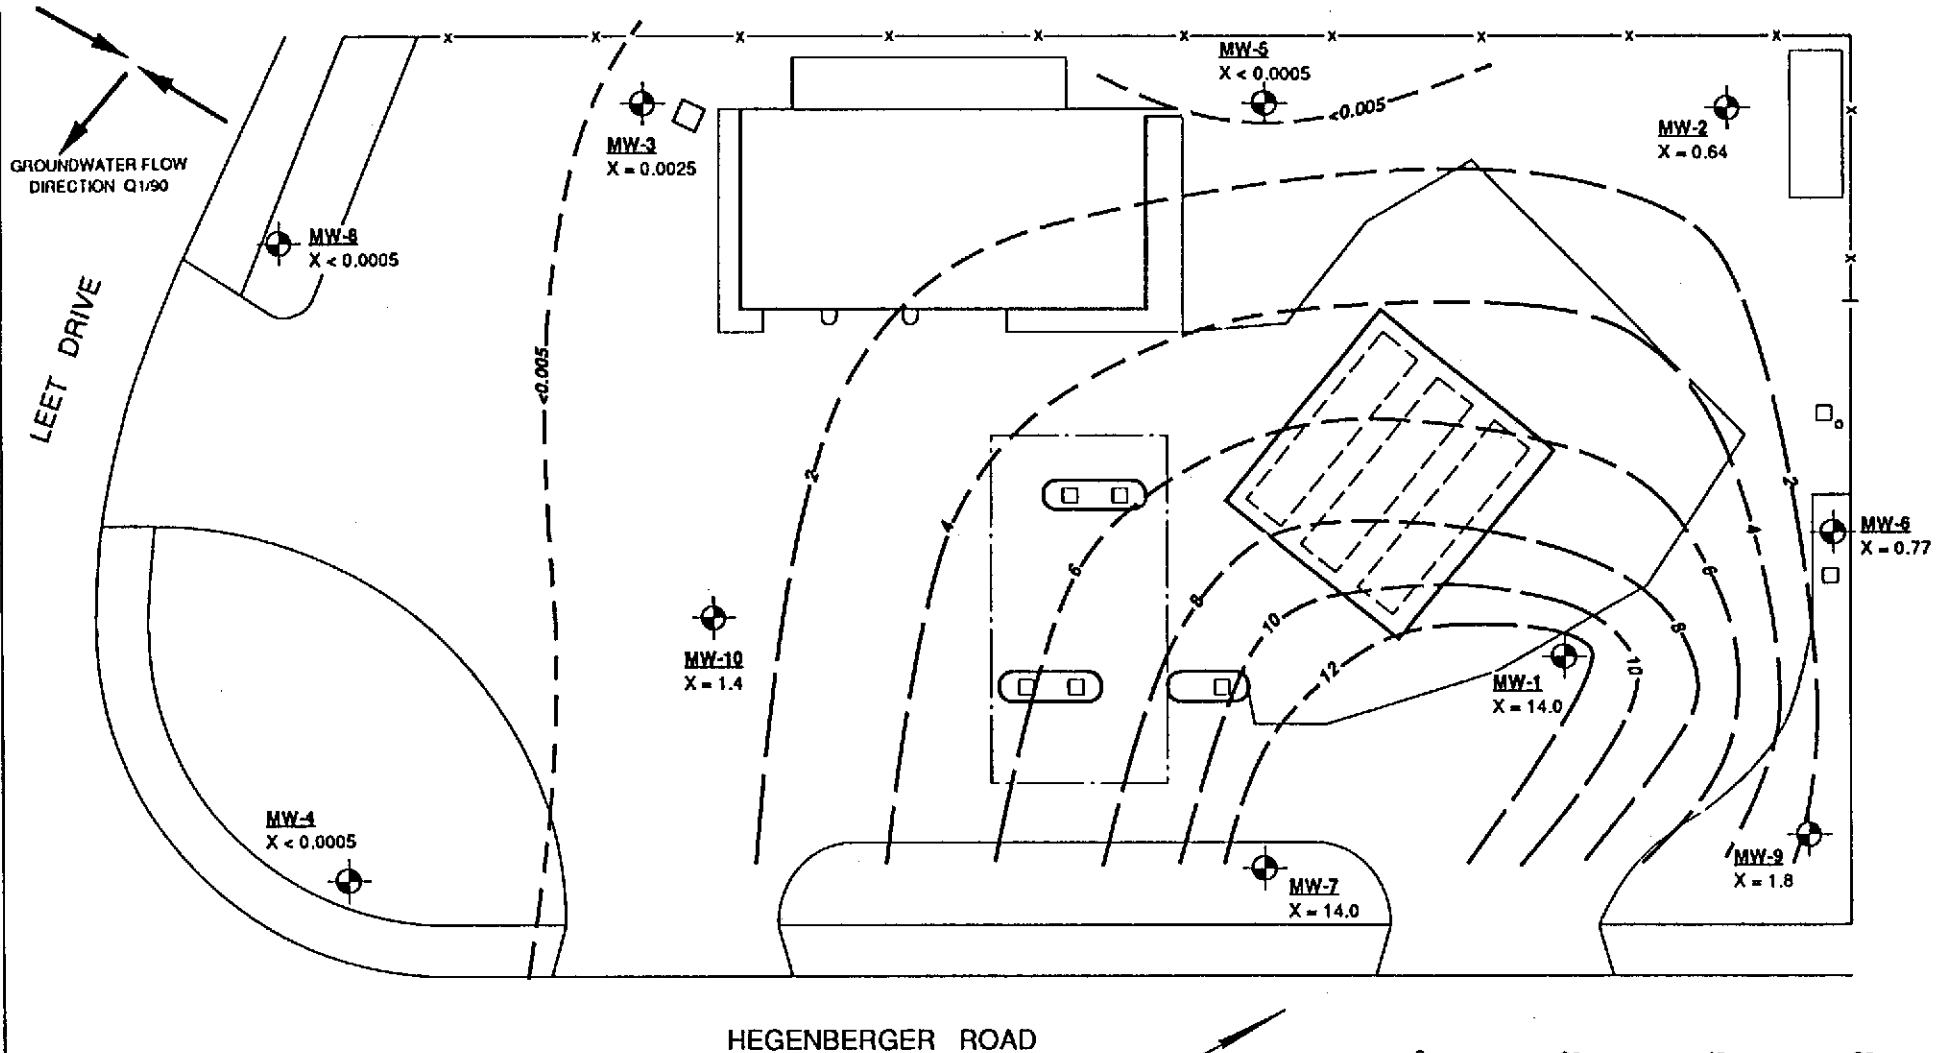 MW-5
X < 0.0005
<0.005
MW-2
X = 0.64
MW-3
X = 0.0025
GROUNDWATER FLOW
DIRECTION Q1/90
MW-8
X < 0.0005
LEET DRIVE
<0.005
2
4
6
8
10
12
2
4
6
8
10
MW-6
X = 0.77
MW-10
X = 1.4
MW-1
X = 14.0
MW-4
X < 0.0005
MW-7
X = 14.0
MW-9
X = 1.8
HEGENBERGER ROAD